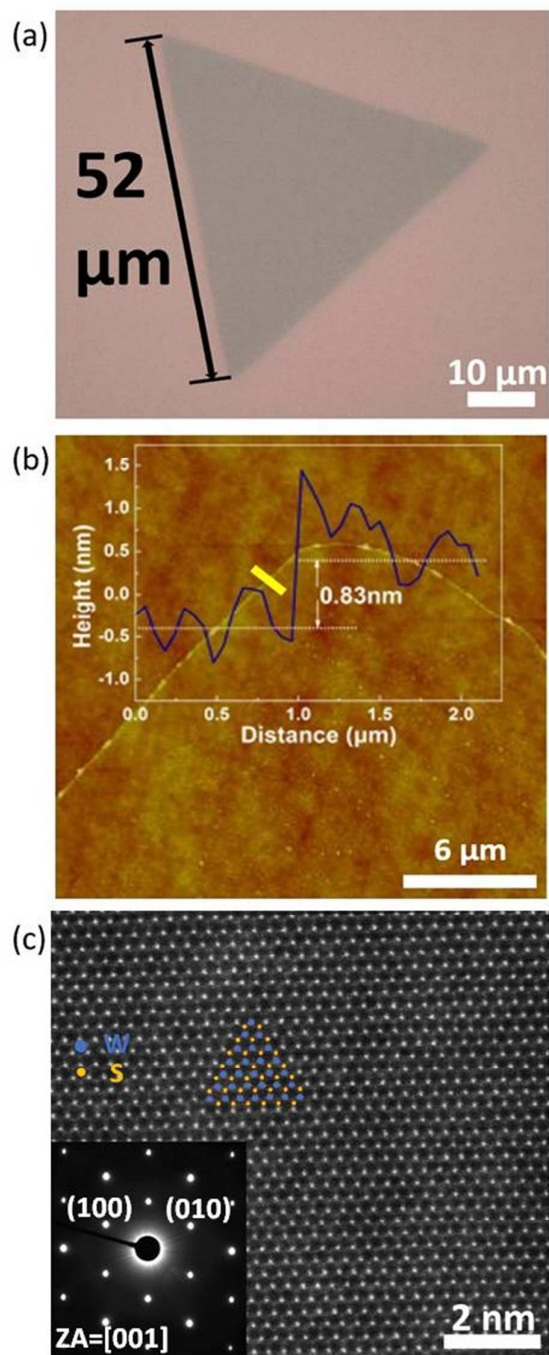 (a)
52
μm
10 μm
(b)
1.5
1.0
0.5
0.0
-0.5
-1.0
Height (nm)
0.83nm
0.0 0.5 1.0 1.5 2.0
Distance (μm)
6 μm
(c)
W
S
(100) (010)
ZA=[001]
2 nm